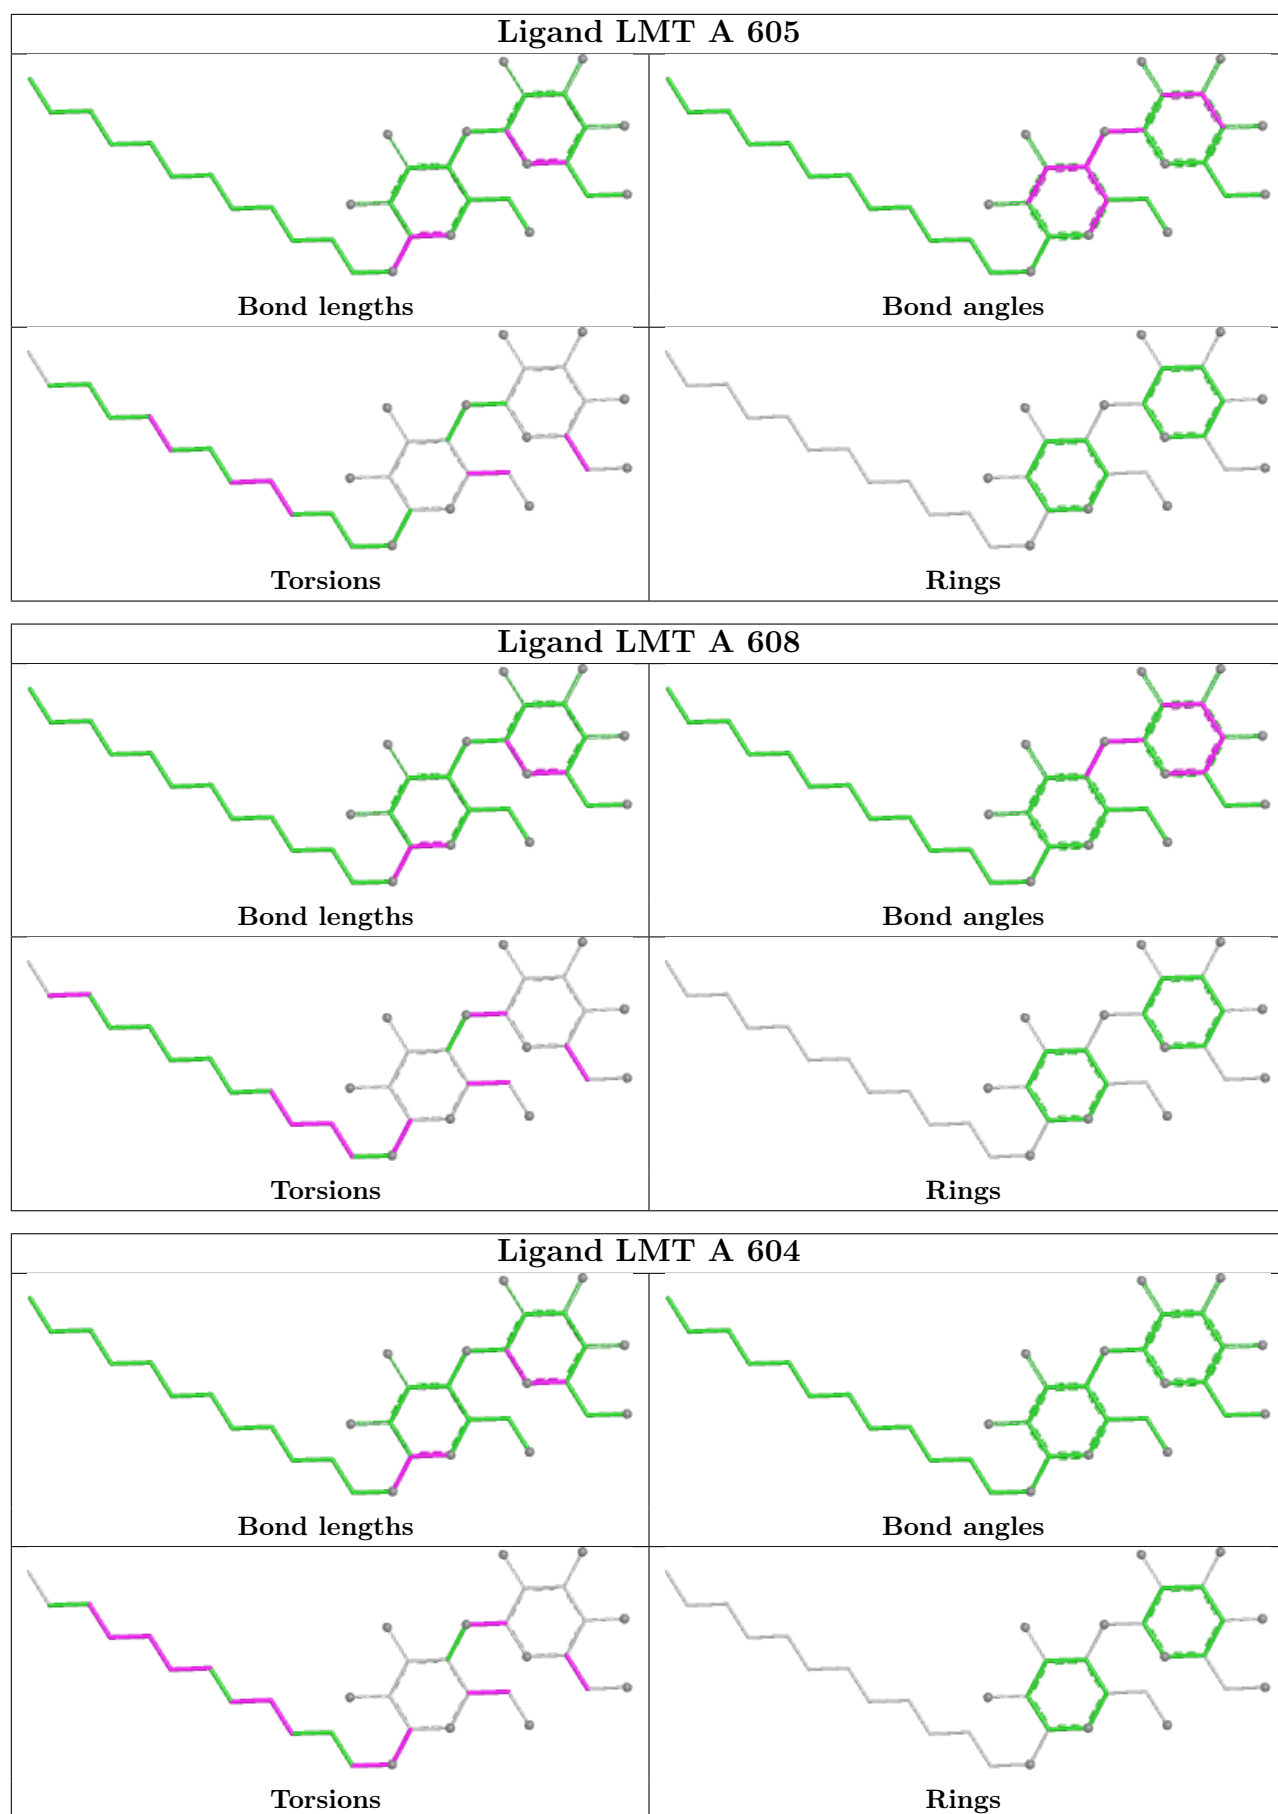 Ligand LMT A 605
Bond lengths
Bond angles
Torsions
Rings
Ligand LMT A 608
Bond lengths
Bond angles
Torsions
Rings
Ligand LMT A 604
Bond lengths
Bond angles
Torsions
Rings